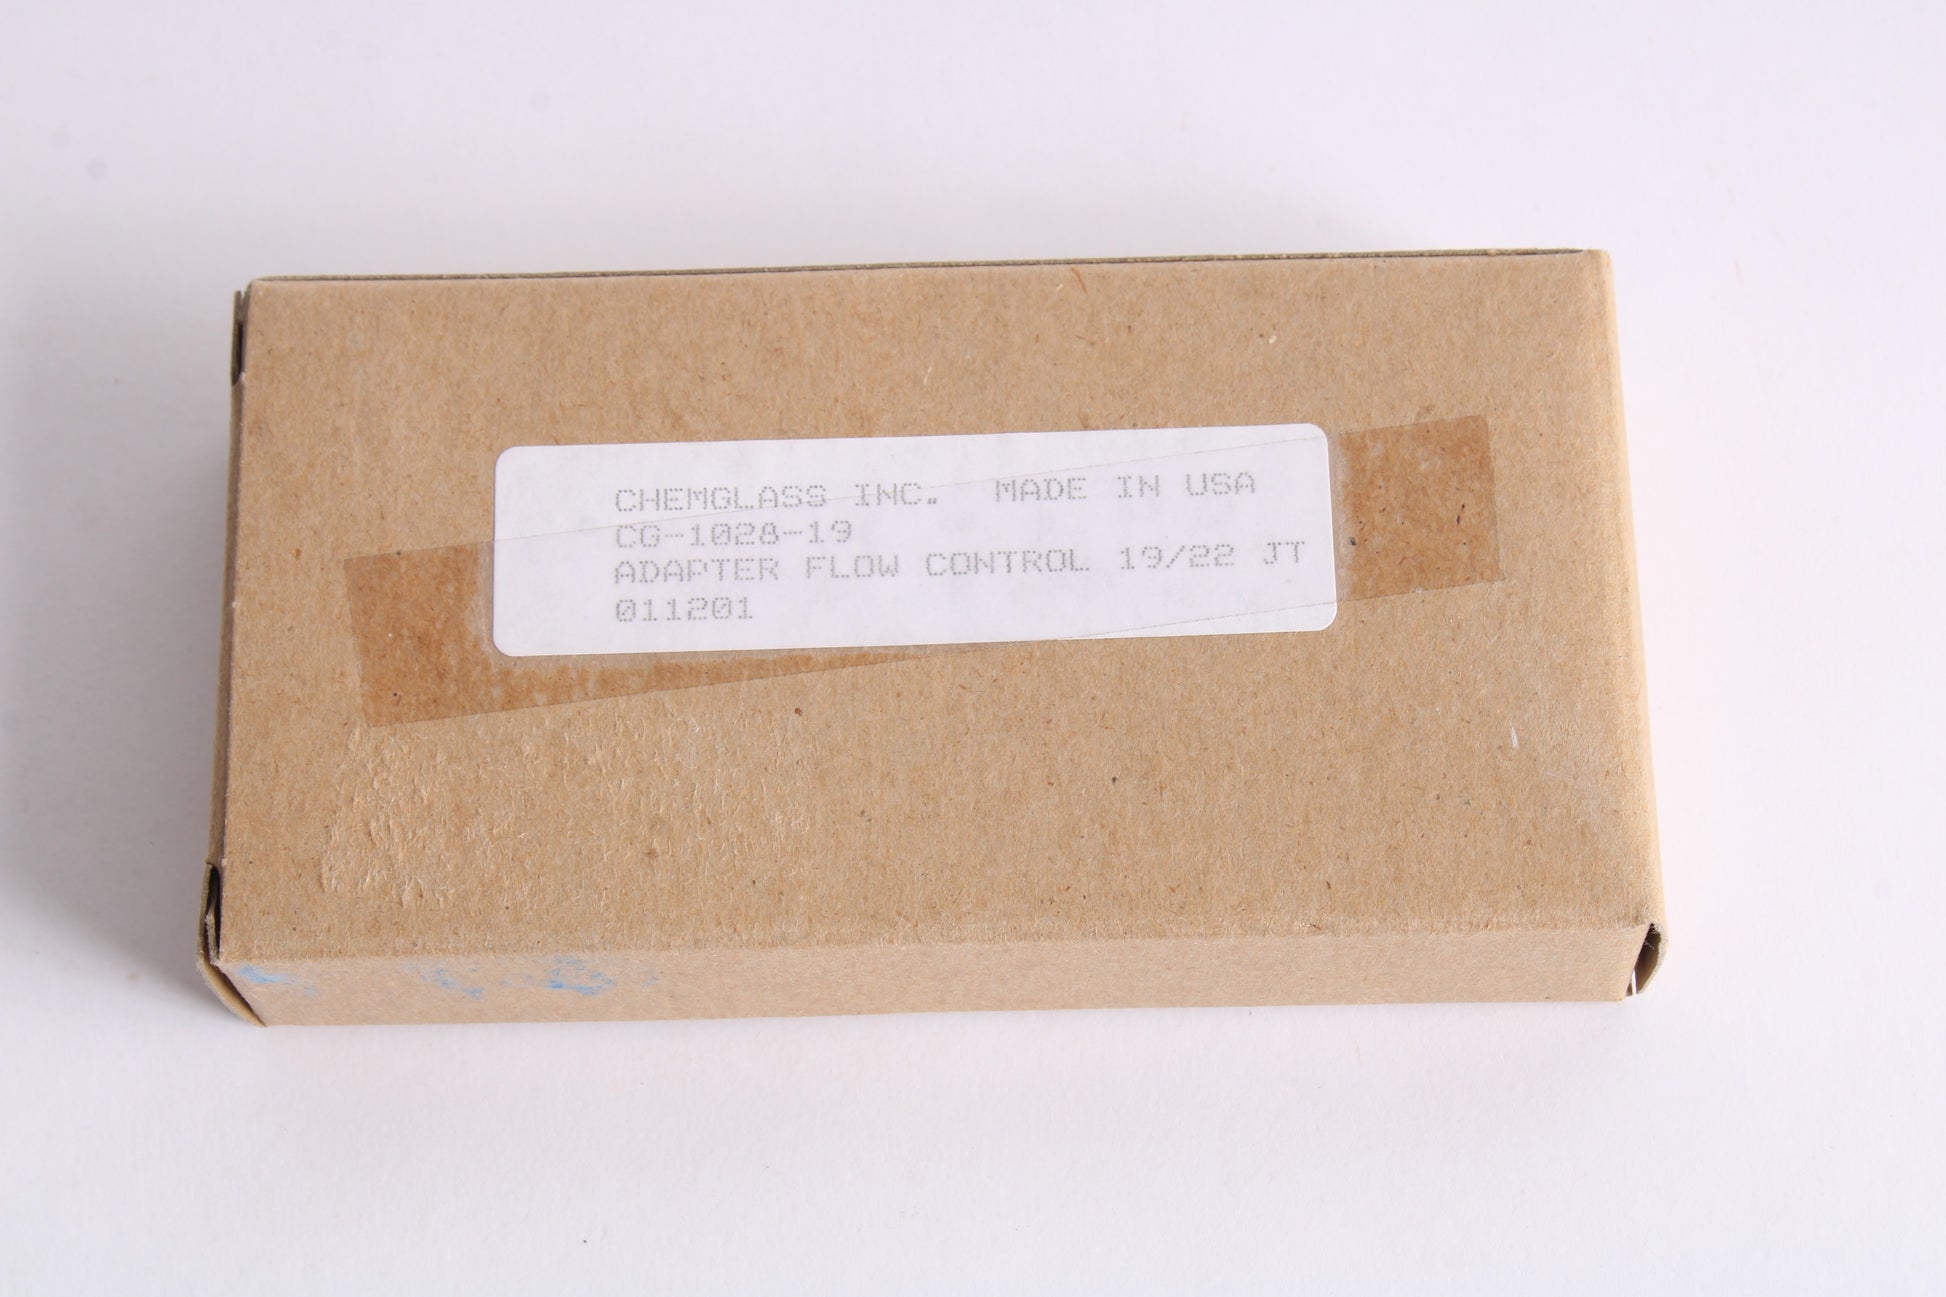 CHEMGLASS INC. MADE IN USA
CG-1028-19
ADAPTER FLOW CONTROL 19/22 JT
011201